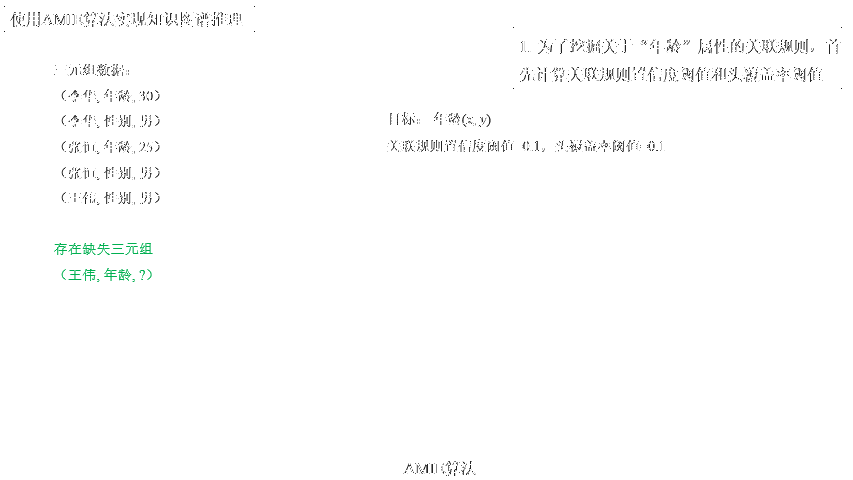 使用AMIE算法实现知识图谱推理
1. 为了挖掘关于“年龄”属性的关联规则，首
先计算关联规则置信度阈值和头覆盖率阈值
三元组数据：
（李华, 年龄, 30）
（李华, 性别, 男）
（张恒, 年龄, 25）
（张恒, 性别, 男）
（王伟, 性别, 男）
目标： 年龄(x, y)
关联规则置信度阈值=0.1，头覆盖率阈值=0.1
存在缺失三元组
（王伟, 年龄, ?）
AMIE算法